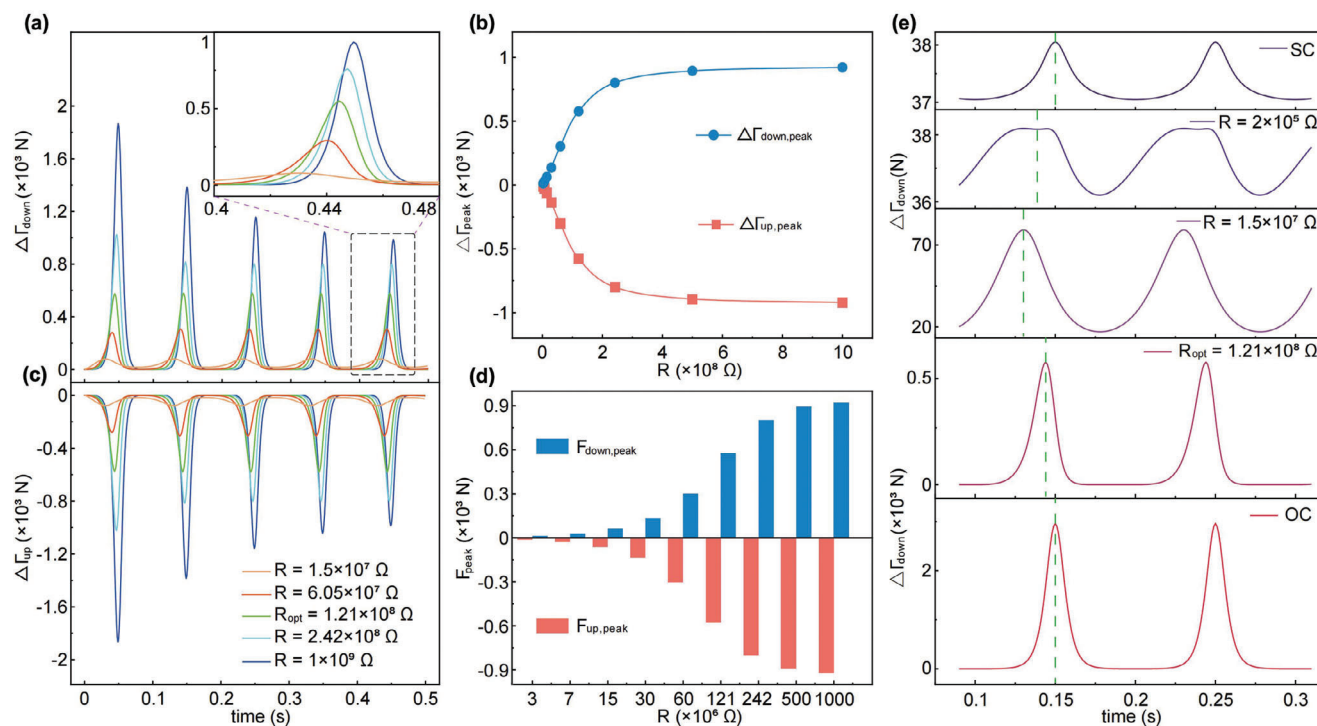 (a)
ΔΓdown (×10³ N)
2
1.6
1.2
0.8
0.4
0
1
0.5
0
0.4
0.44
0.48
(c)
ΔΓup (×10³ N)
0
-0.4
-0.8
-1.2
-1.6
-2
R = 1.5×10⁷ Ω
R = 6.05×10⁷ Ω
Ropt = 1.21×10⁸ Ω
R = 2.42×10⁸ Ω
R = 1×10⁹ Ω
0.0 0.1 0.2 0.3 0.4 0.5
time (s)
(b)
△Γpeak (×10³ N)
1
0.5
0
-0.5
-1
△Γdown,peak
△Γup,peak
0 2 4 6 8 10
R (×10⁸ Ω)
(d)
Fpeak (×10³ N)
0.9
0.6
0.3
0
-0.3
-0.6
-0.9
Fdown,peak
Fup,peak
3 7 15 30 60 121 242 500 1000
R (×10⁶ Ω)
(e)
38
37
SC
△Γdown(N)
38
36
R = 2×10⁵ Ω
70
20
R = 1.5×10⁷ Ω
0.5
0
Ropt = 1.21×10⁸ Ω
△Γdown (×10³ N)
2
0
OC
0.1 0.15 0.2 0.25 0.3
time (s)